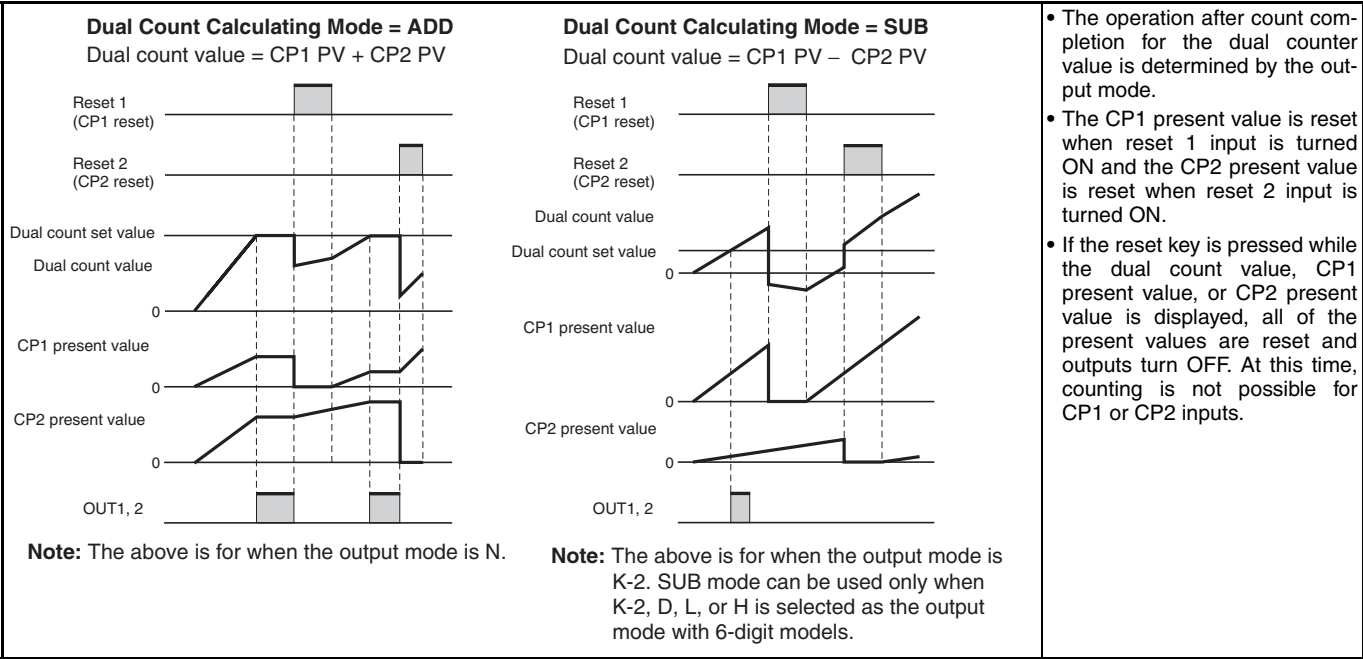 Dual Count Calculating Mode = ADD
Dual count value = CP1 PV + CP2 PV
Reset 1
(CP1 reset)
Reset 2
(CP2 reset)
Dual count set value
Dual count value
0
CP1 present value
0
CP2 present value
0
OUT1, 2
Note: The above is for when the output mode is N.
Dual Count Calculating Mode = SUB
Dual count value = CP1 PV − CP2 PV
Reset 1
(CP1 reset)
Reset 2
(CP2 reset)
Dual count value
Dual count set value
0
CP1 present value
0
CP2 present value
0
OUT1, 2
Note: The above is for when the output mode is
K-2. SUB mode can be used only when
K-2, D, L, or H is selected as the output
mode with 6-digit models.
• The operation after count com-
pletion for the dual counter
value is determined by the out-
put mode.
• The CP1 present value is reset
when reset 1 input is turned
ON and the CP2 present value
is reset when reset 2 input is
turned ON.
• If the reset key is pressed while
the dual count value, CP1
present value, or CP2 present
value is displayed, all of the
present values are reset and
outputs turn OFF. At this time,
counting is not possible for
CP1 or CP2 inputs.